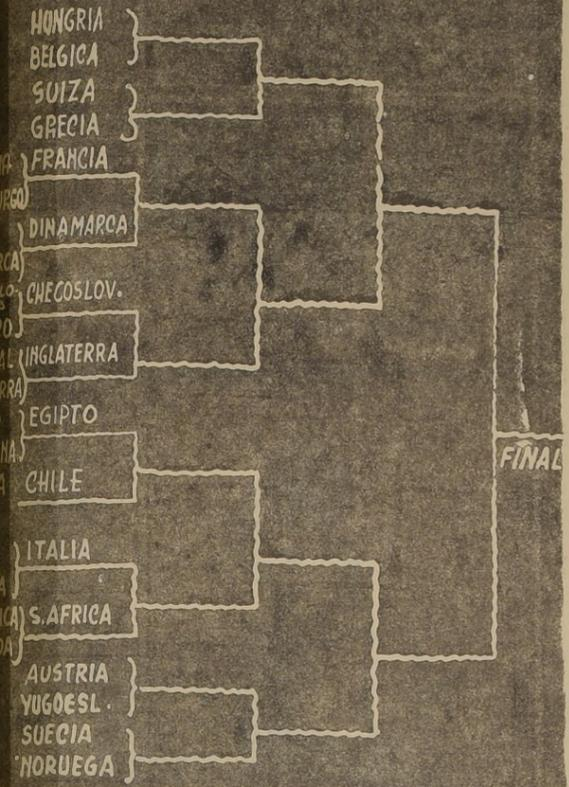 HUNGRIA
BELGICA
SUIZA
GRECIA
FRANCIA
DINAMARCA
CHECOSLOV.
INGLATERRA
EGIPTO
CHILE
ITALIA
S.AFRICA
AUSTRIA
YUGOESL.
SUECIA
NORUEGA
FINAL